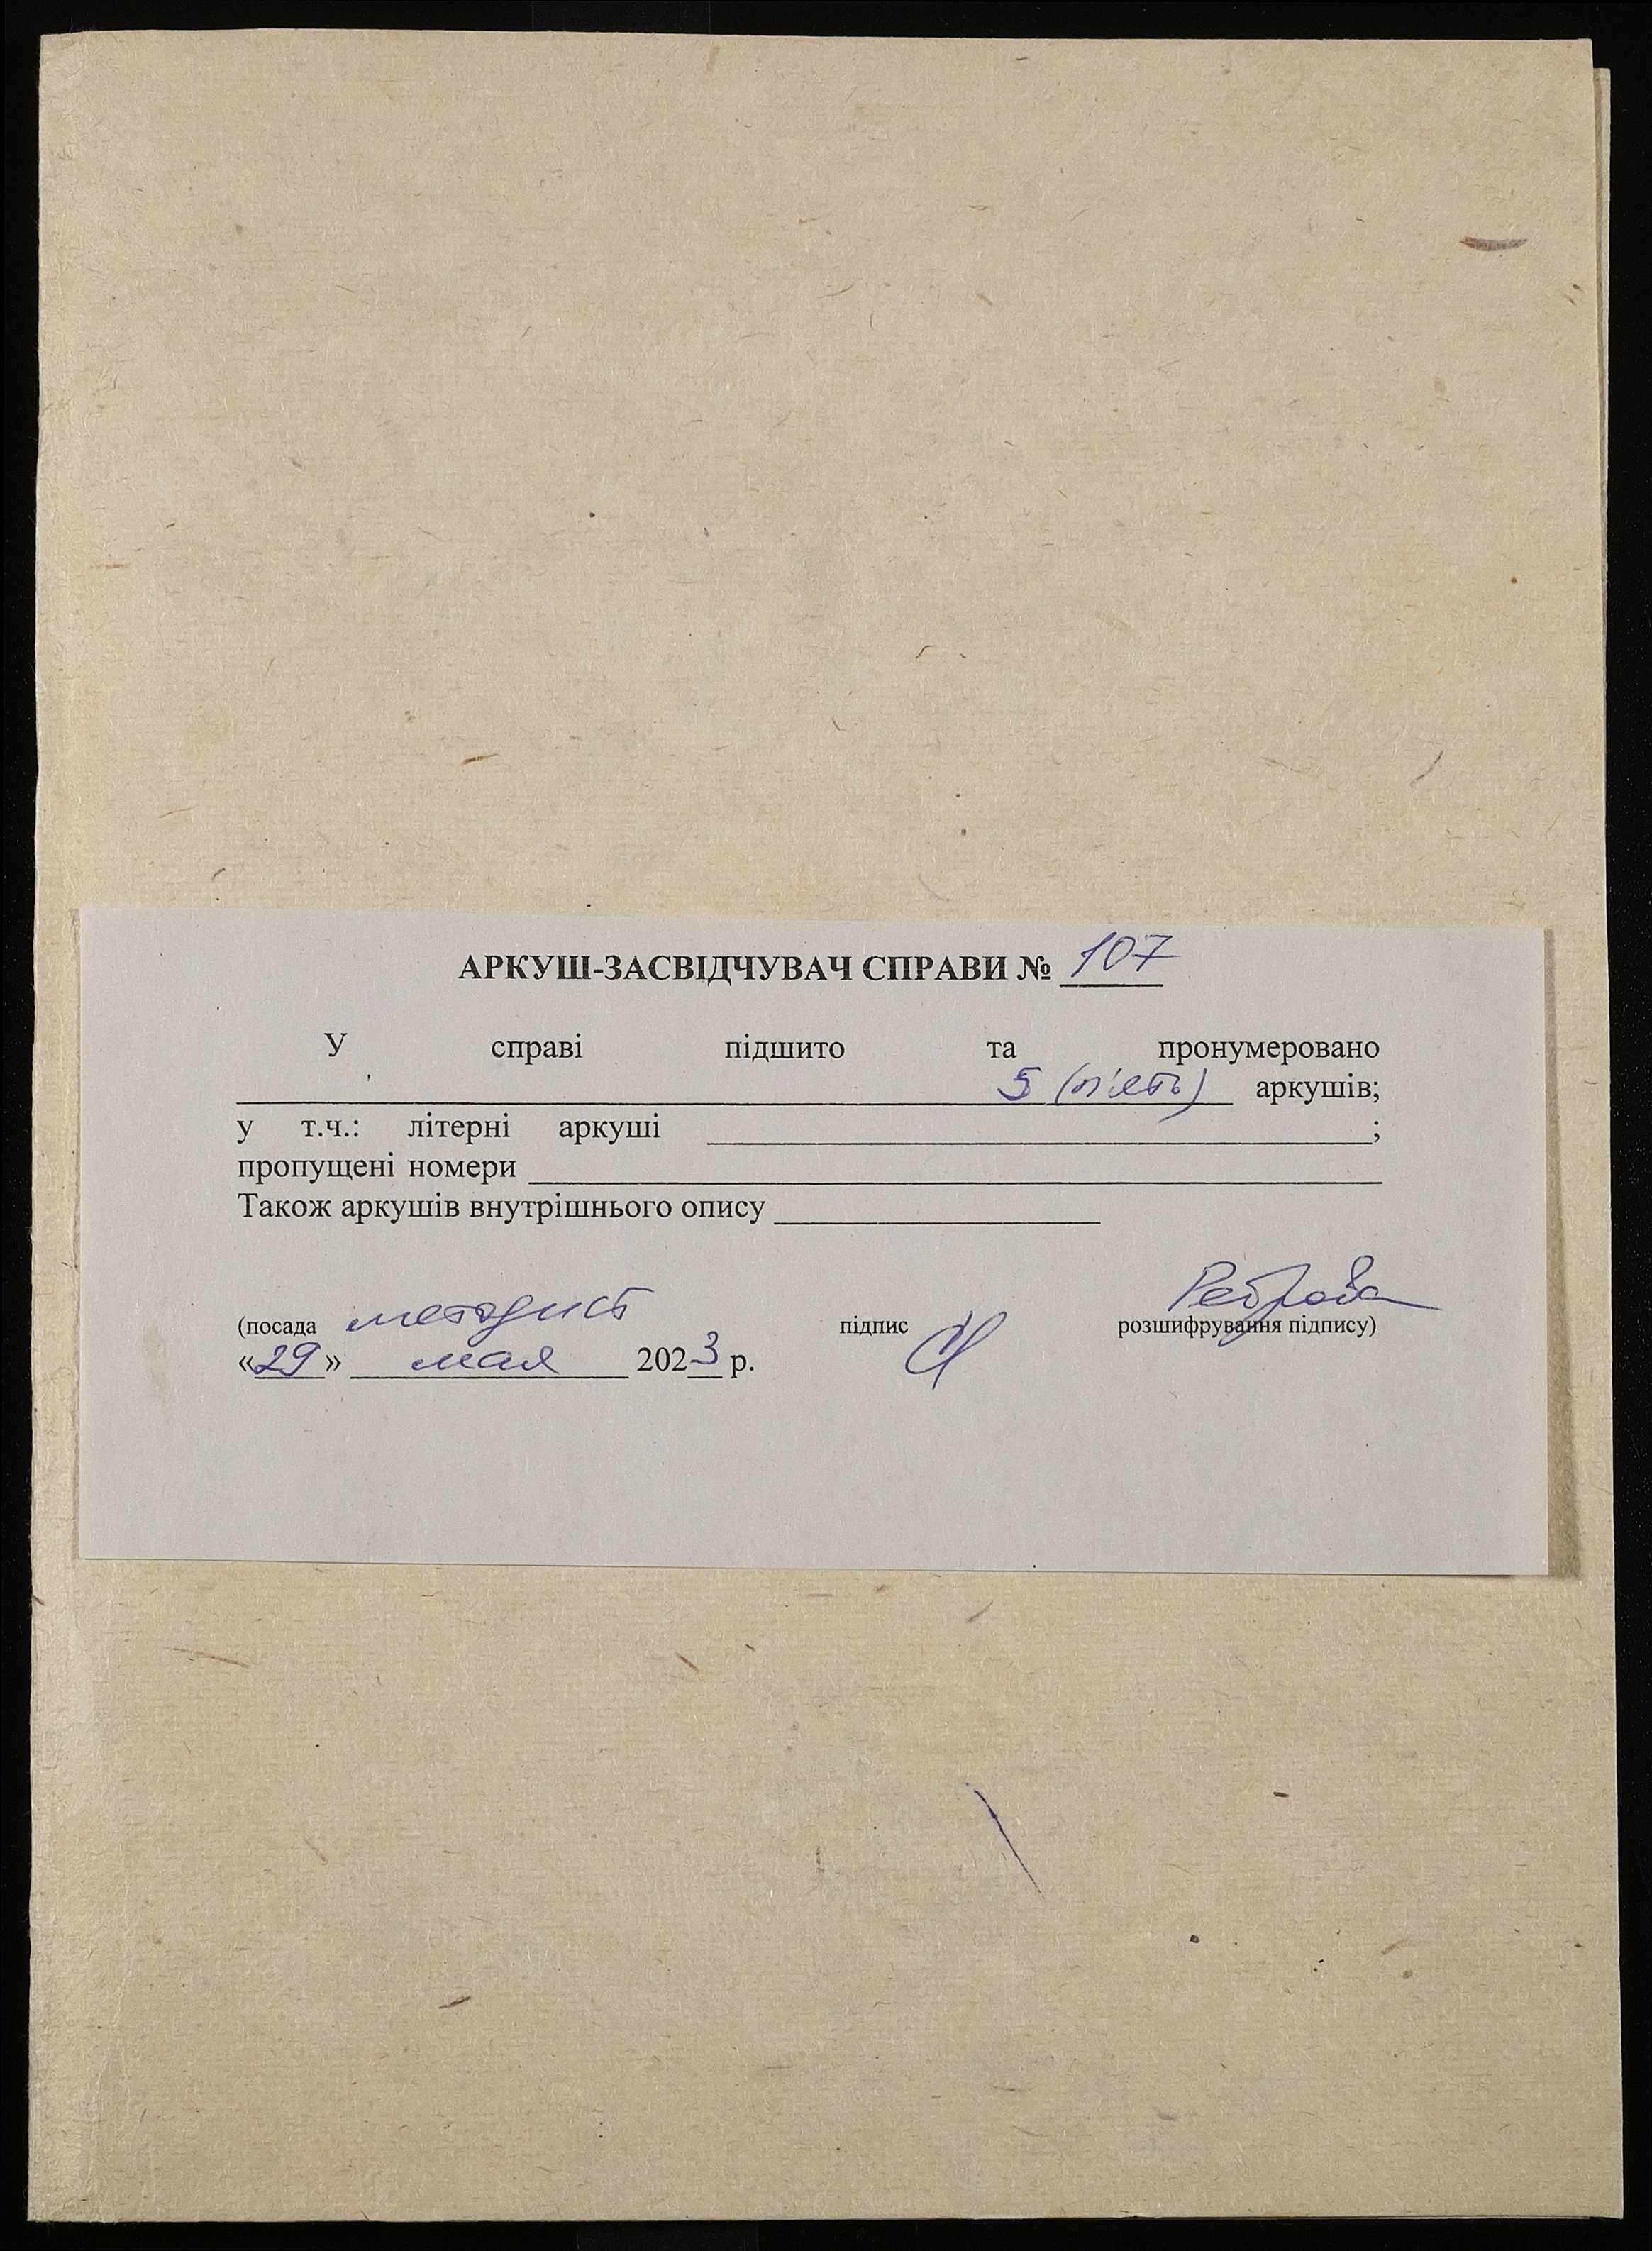 АРКУШ-ЗАСВІДЧУВАЧ СПРАВИ № 107
У справі підшито та пронумеровано
5 (п'ять) аркушів;
у т.ч.: літерні аркуші ;
пропущені номери
Також аркушів внутрішнього опису
Реброва
(посада методист підпис розшифрування підпису)
«29» мая 2023 р.